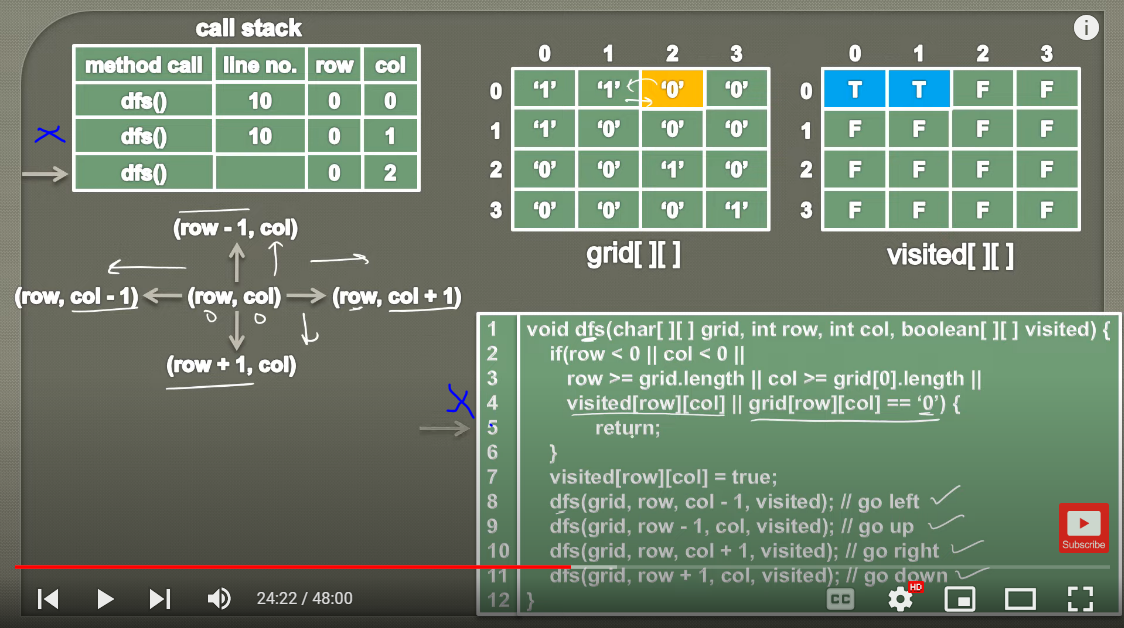 call stack
method call line no. row col
dfs() 10 0 0
dfs() 10 0 1
dfs() 0 2
0 1 2 3
0 '1' '1' '0' '0'
1 '1' '0' '0' '0'
2 '0' '0' '1' '0'
3 '0' '0' '0' '1'
grid[ ][ ]
0 1 2 3
0 T T F F
1 F F F F
2 F F F F
3 F F F F
visited[ ][ ]
i
(row - 1, col)
(row, col - 1) (row, col) (row, col + 1)
0 0
(row + 1, col)
1 void dfs(char[ ][ ] grid, int row, int col, boolean[ ][ ] visited) {
2 if(row < 0 || col < 0 ||
3 row >= grid.length || col >= grid[0].length ||
4 visited[row][col] || grid[row][col] == '0') {
5 return;
6 }
7 visited[row][col] = true;
8 dfs(grid, row, col - 1, visited); // go left
9 dfs(grid, row - 1, col, visited); // go up
10 dfs(grid, row, col + 1, visited); // go right
11 dfs(grid, row + 1, col, visited); // go down
12 }
Subscribe
24:22 / 48:00
CC
HD